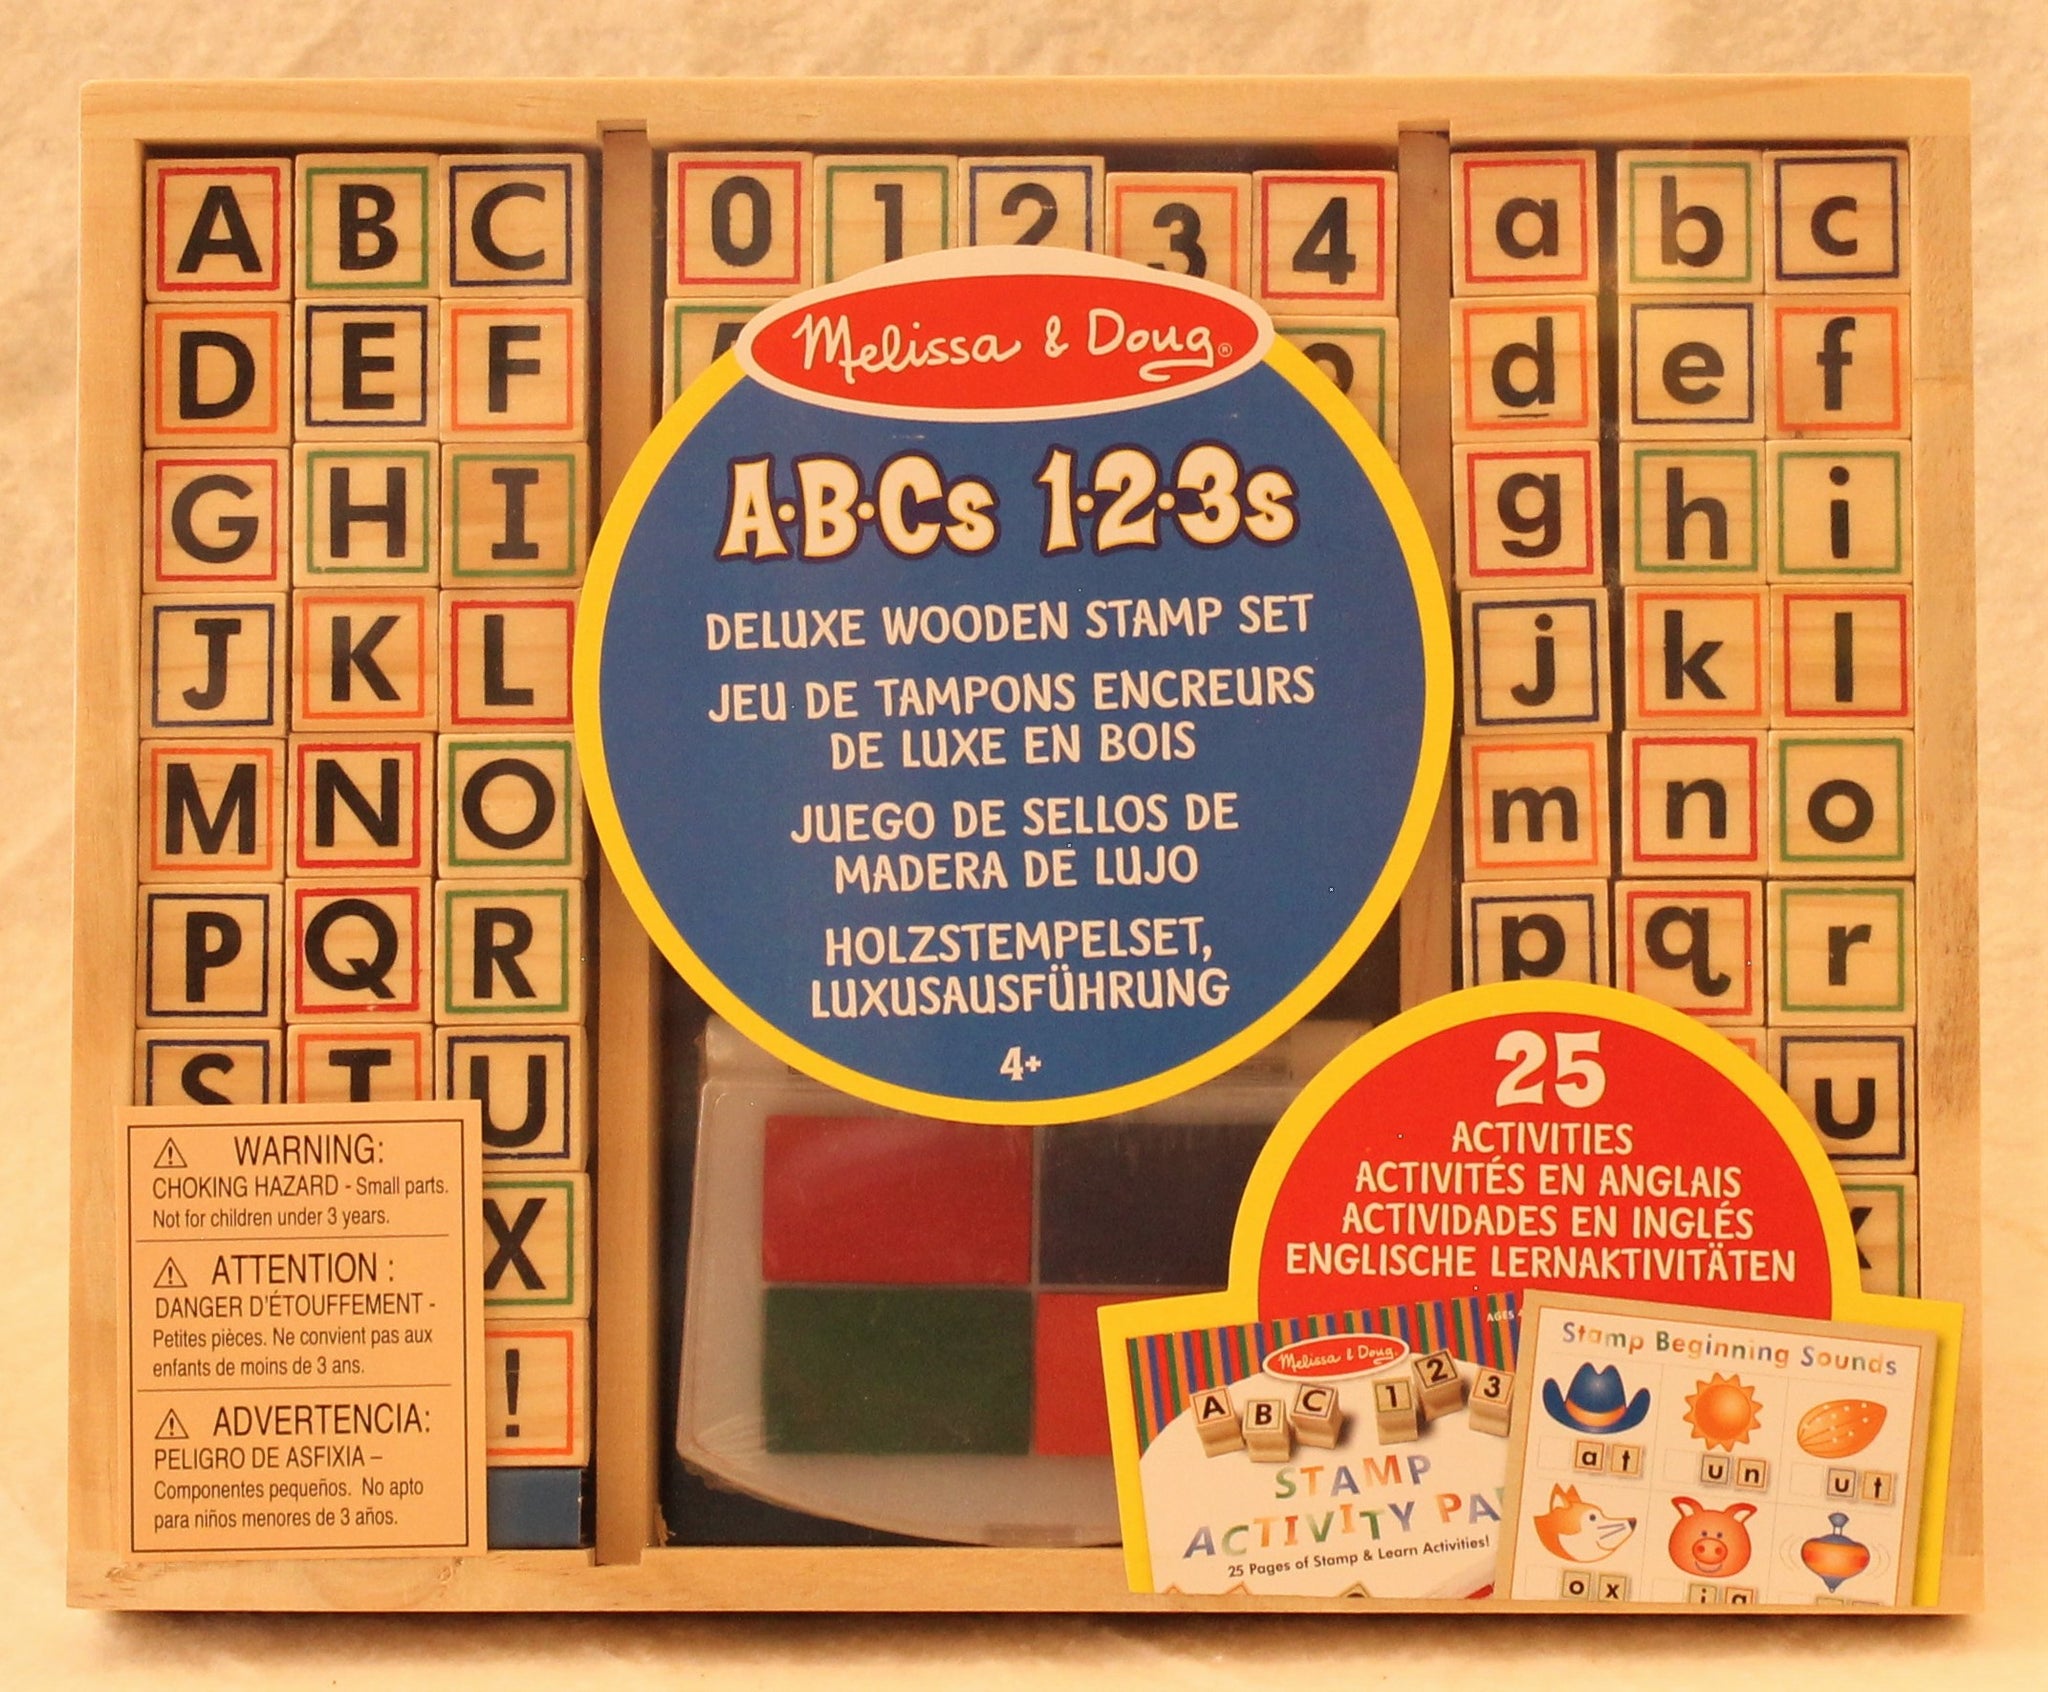 A B C
D E F
G H I
J K L
M N O
P Q R
S T U
X
!
0 1 2 3 4
Melissa & Doug®
A·B·Cs 1·2·3s
DELUXE WOODEN STAMP SET
JEU DE TAMPONS ENCREURS
DE LUXE EN BOIS
JUEGO DE SELLOS DE
MADERA DE LUJO
HOLZSTEMPELSET,
LUXUSAUSFÜHRUNG
4+
a b c
d e f
g h i
j k l
m n o
p q r
u
⚠ WARNING:
CHOKING HAZARD - Small parts.
Not for children under 3 years.
⚠ ATTENTION :
DANGER D'ÉTOUFFEMENT -
Petites pièces. Ne convient pas aux
enfants de moins de 3 ans.
⚠ ADVERTENCIA:
PELIGRO DE ASFIXIA –
Componentes pequeños. No apto
para niños menores de 3 años.
25
ACTIVITIES
ACTIVITÉS EN ANGLAIS
ACTIVIDADES EN INGLÉS
ENGLISCHE LERNAKTIVITÄTEN
AGES 4
Melissa & Doug
A B C 1 2 3
STAMP
ACTIVITY PA
25 Pages of Stamp & Learn Activities!
Stamp Beginning Sounds
at un ut
ox ig